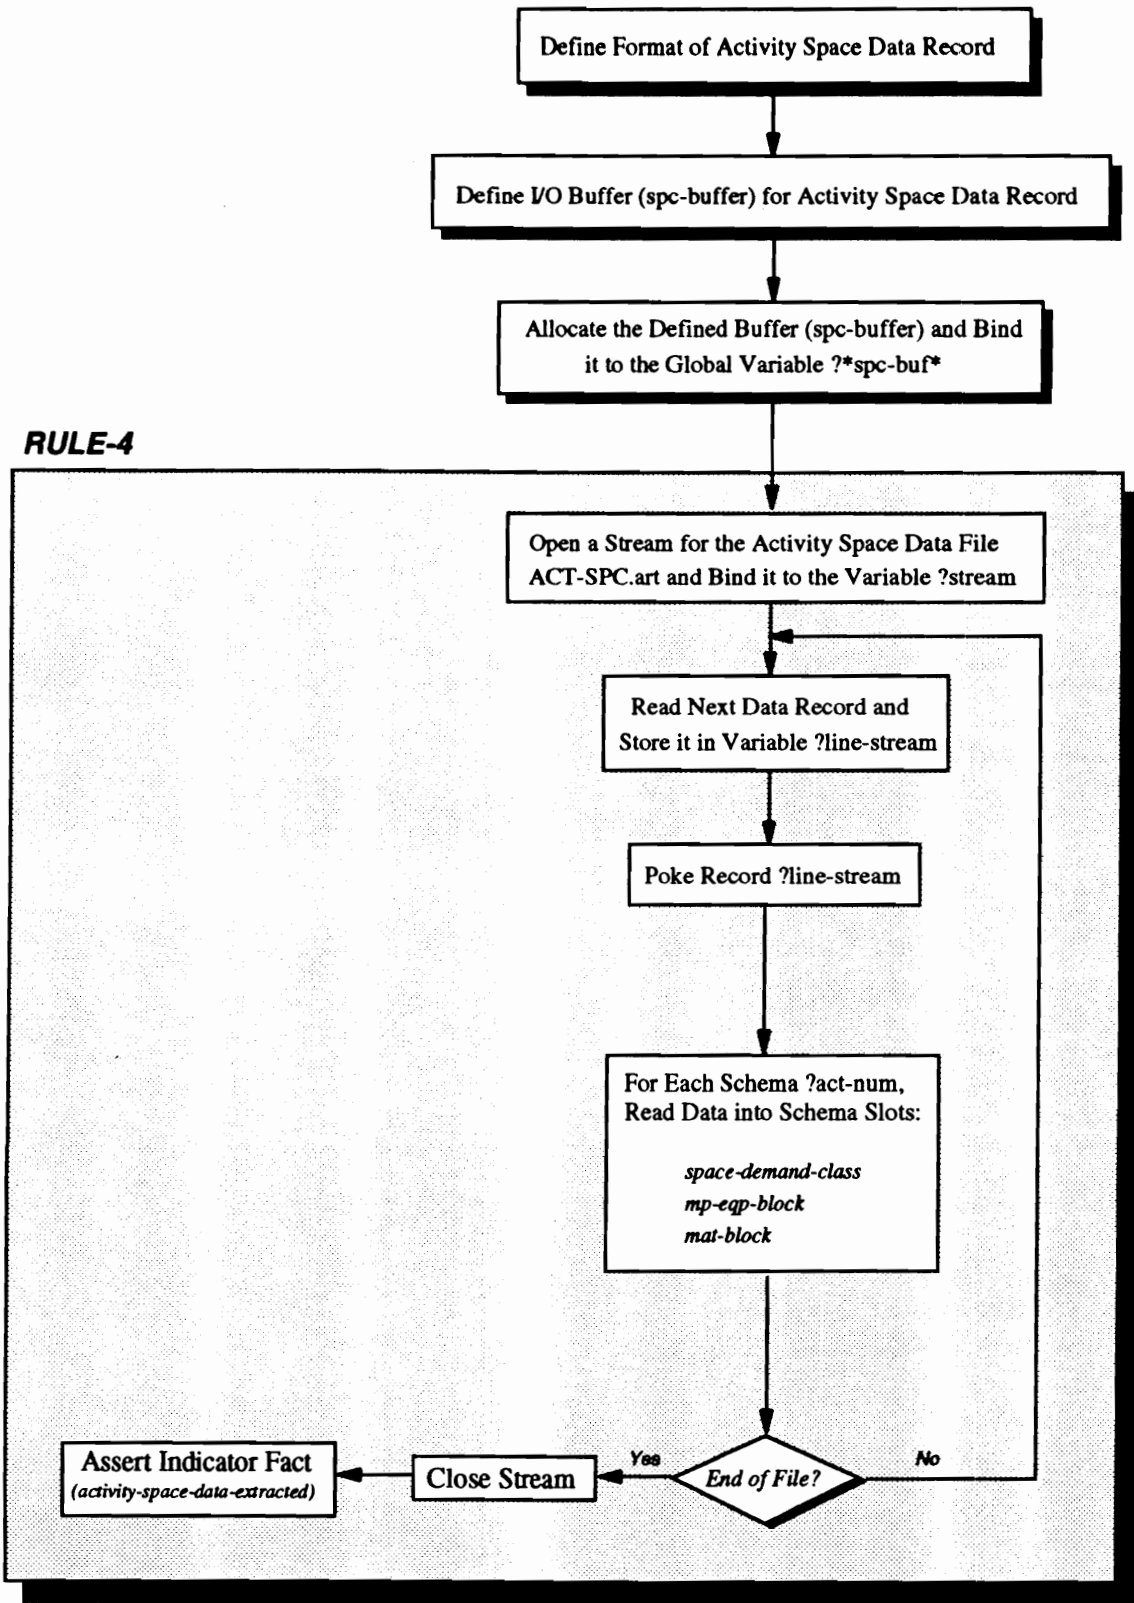 Define Format of Activity Space Data Record
Define I/O Buffer (spc-buffer) for Activity Space Data Record
Allocate the Defined Buffer (spc-buffer) and Bind
it to the Global Variable ?*spc-buf*
RULE-4
Open a Stream for the Activity Space Data File
ACT-SPC.art and Bind it to the Variable ?stream
Read Next Data Record and
Store it in Variable ?line-stream
Poke Record ?line-stream
For Each Schema ?act-num,
Read Data into Schema Slots:
space-demand-class
mp-eqp-block
mat-block
End of File?
No
Yes
Close Stream
Assert Indicator Fact
(activity-space-data-extracted)